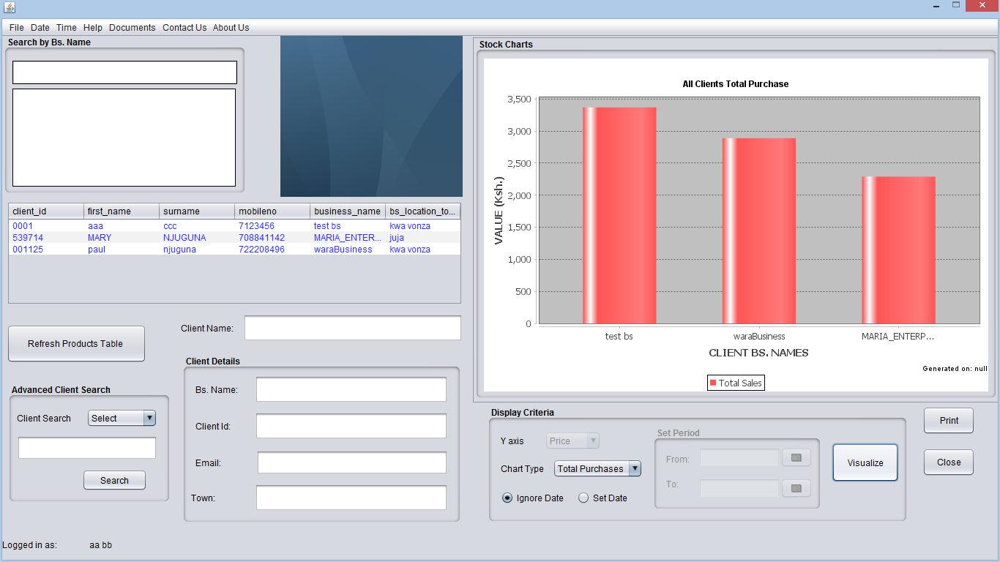 File Date Time Help Documents Contact Us About Us
Search by Bs. Name
client_id first_name surname mobileno business_name bs_location_to...
0001 aaa ccc 7123456 test bs kwa vonza
539714 MARY NJUGUNA 708841142 MARIA_ENTER... juja
001125 paul njuguna 722208496 waraBusiness kwa vonza
Refresh Products Table
Client Name:
Advanced Client Search
Client Search Select
Search
Client Details
Bs. Name:
Client Id:
Email:
Town:
Logged in as: aa bb
Stock Charts
All Clients Total Purchase
VALUE (Ksh.)
3,500
3,000
2,500
2,000
1,500
1,000
500
0
test bs waraBusiness MARIA_ENTERP...
CLIENT BS. NAMES
Generated on: null
Total Sales
Display Criteria
Y axis Price
Chart Type Total Purchases
Ignore Date Set Date
Set Period
From:
To:
Visualize
Print
Close